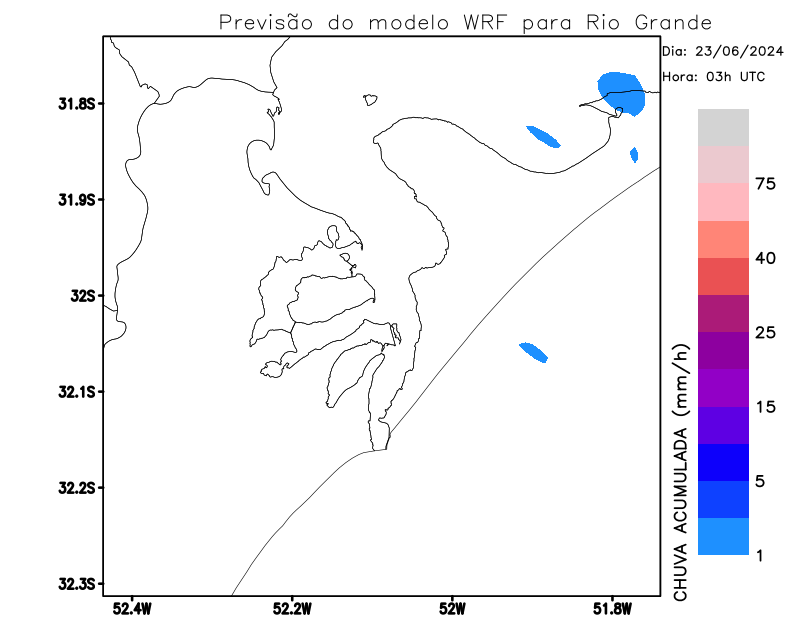 Previsão do modelo WRF para Rio Grande
Dia: 23/06/2024
Hora: 03h UTC
31.8S
31.9S
32S
32.1S
32.2S
32.3S
52.4W
52.2W
52W
51.8W
75
40
25
15
5
1
CHUVA ACUMULADA (mm/h)